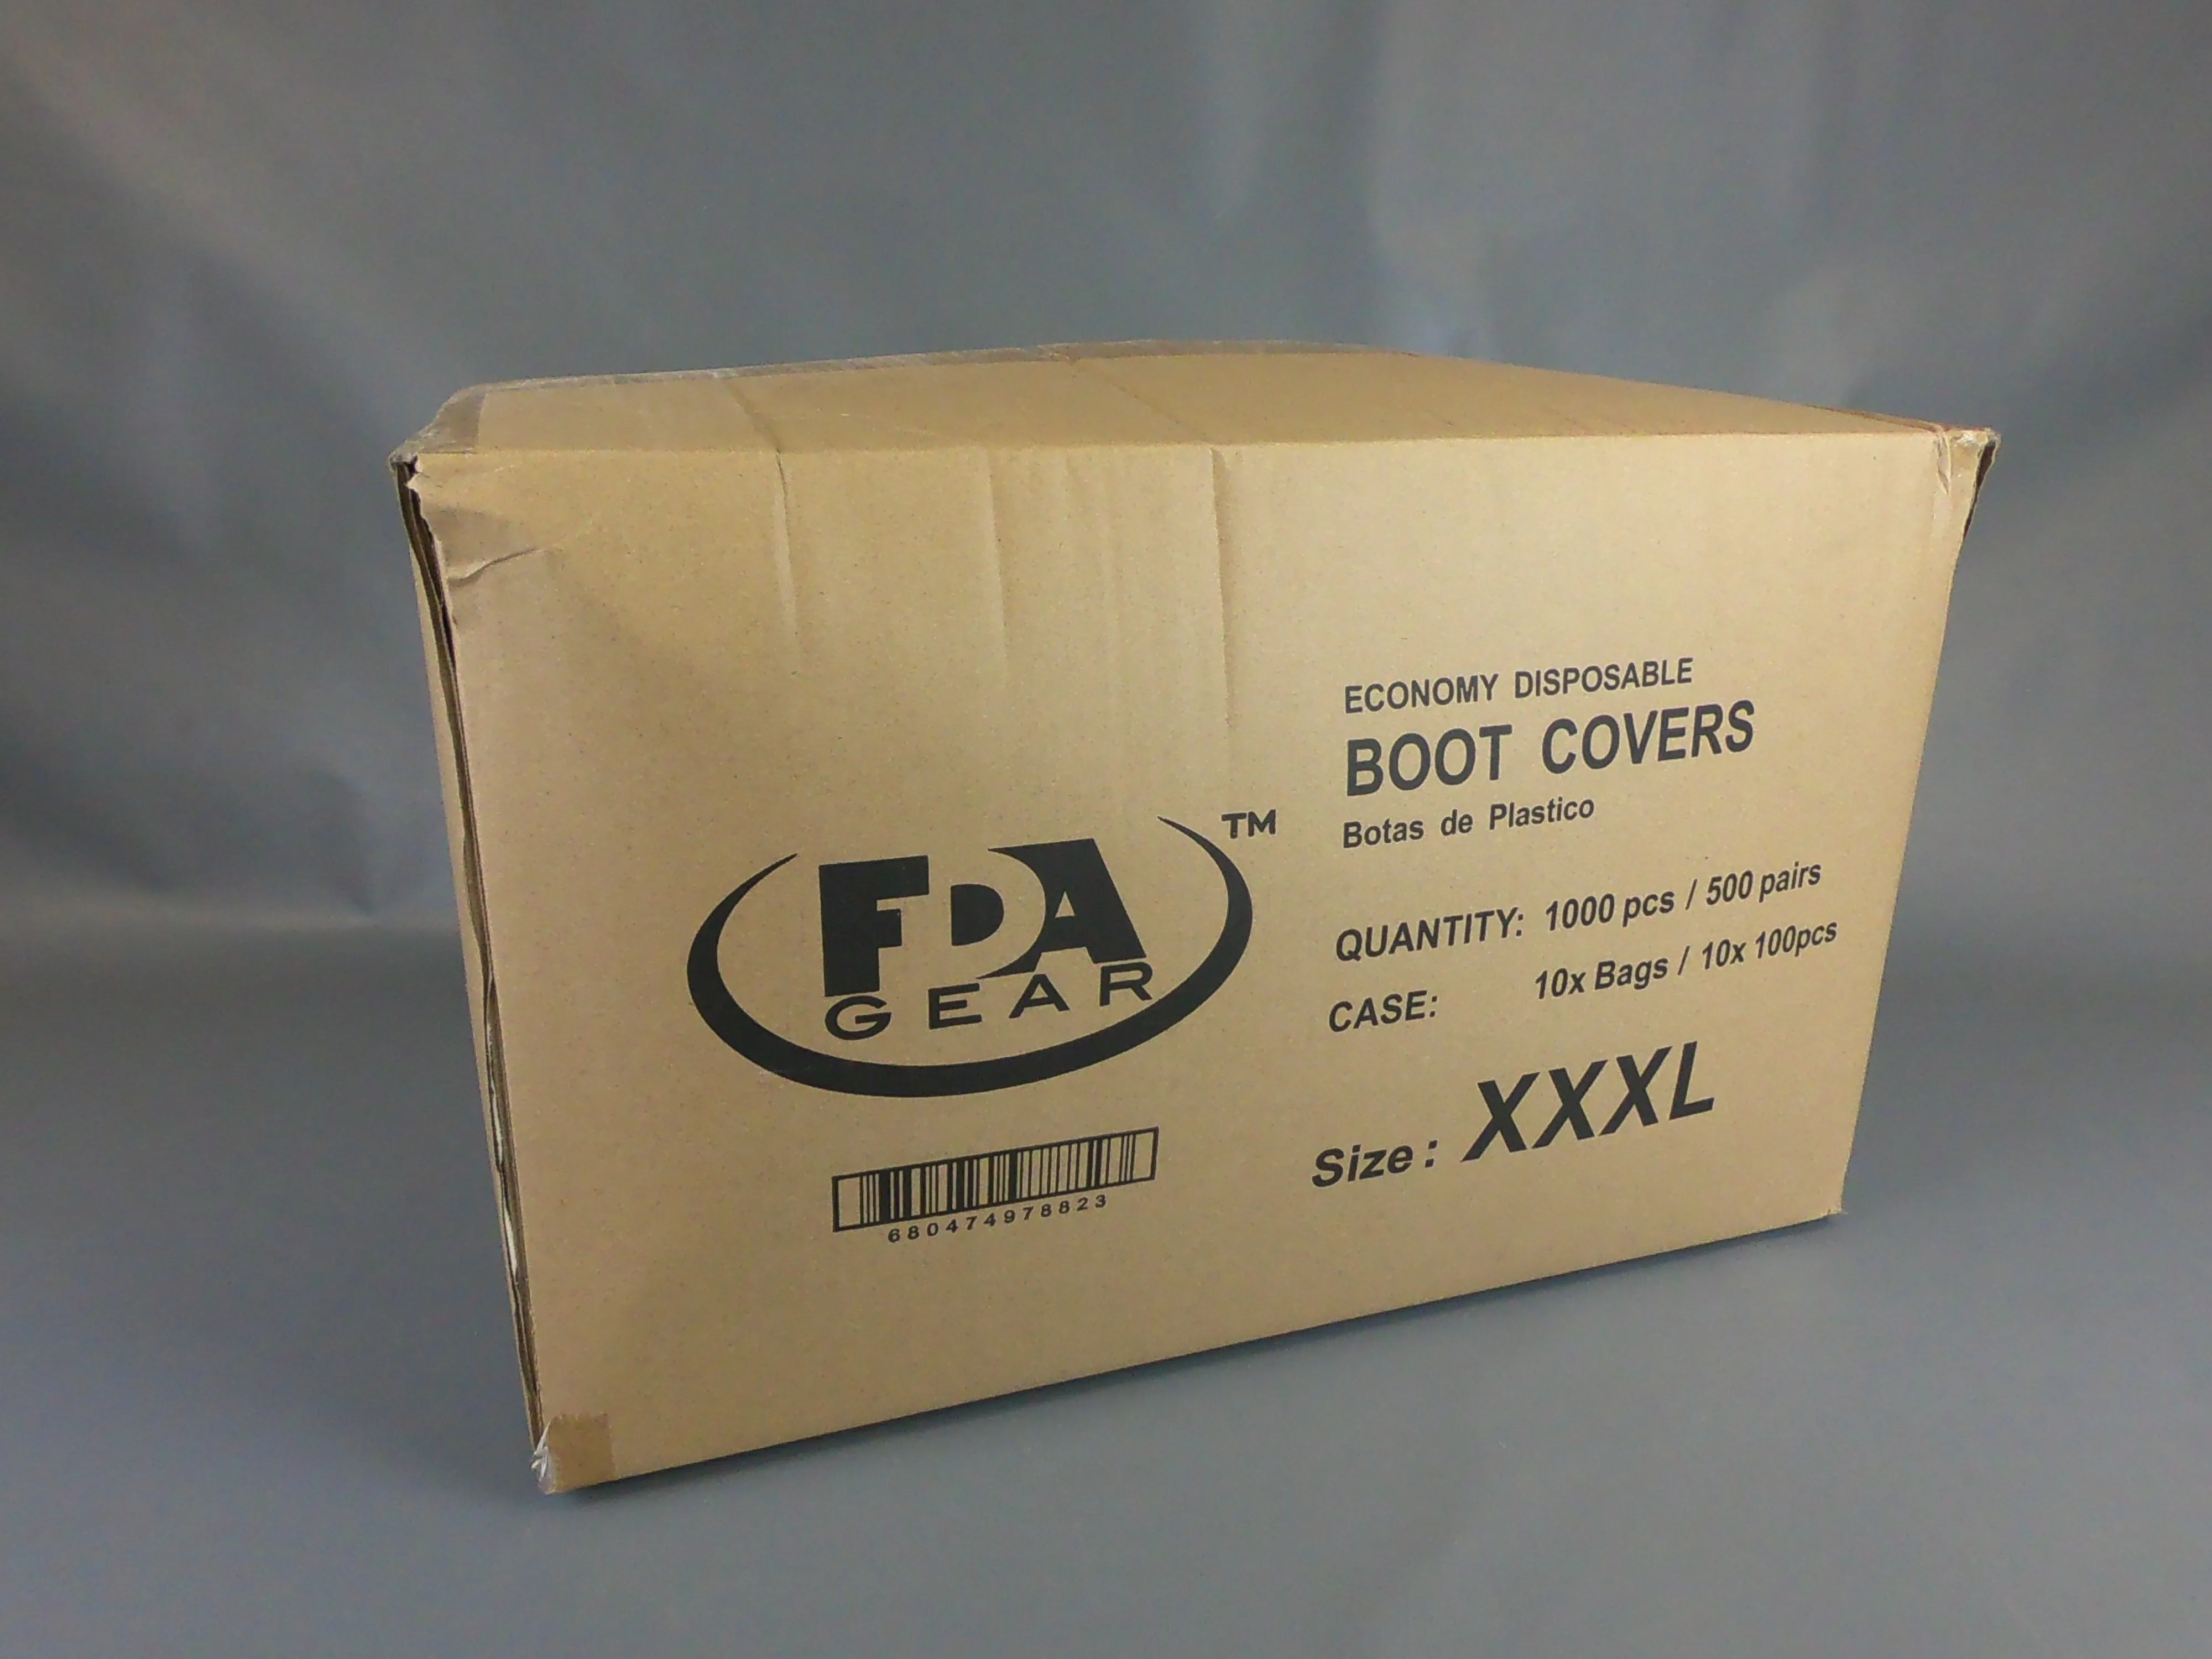 FDA
GEAR
TM
680474978823
ECONOMY DISPOSABLE
BOOT COVERS
Botas de Plastico
QUANTITY: 1000 pcs / 500 pairs
CASE: 10x Bags / 10x 100pcs
Size: XXXL